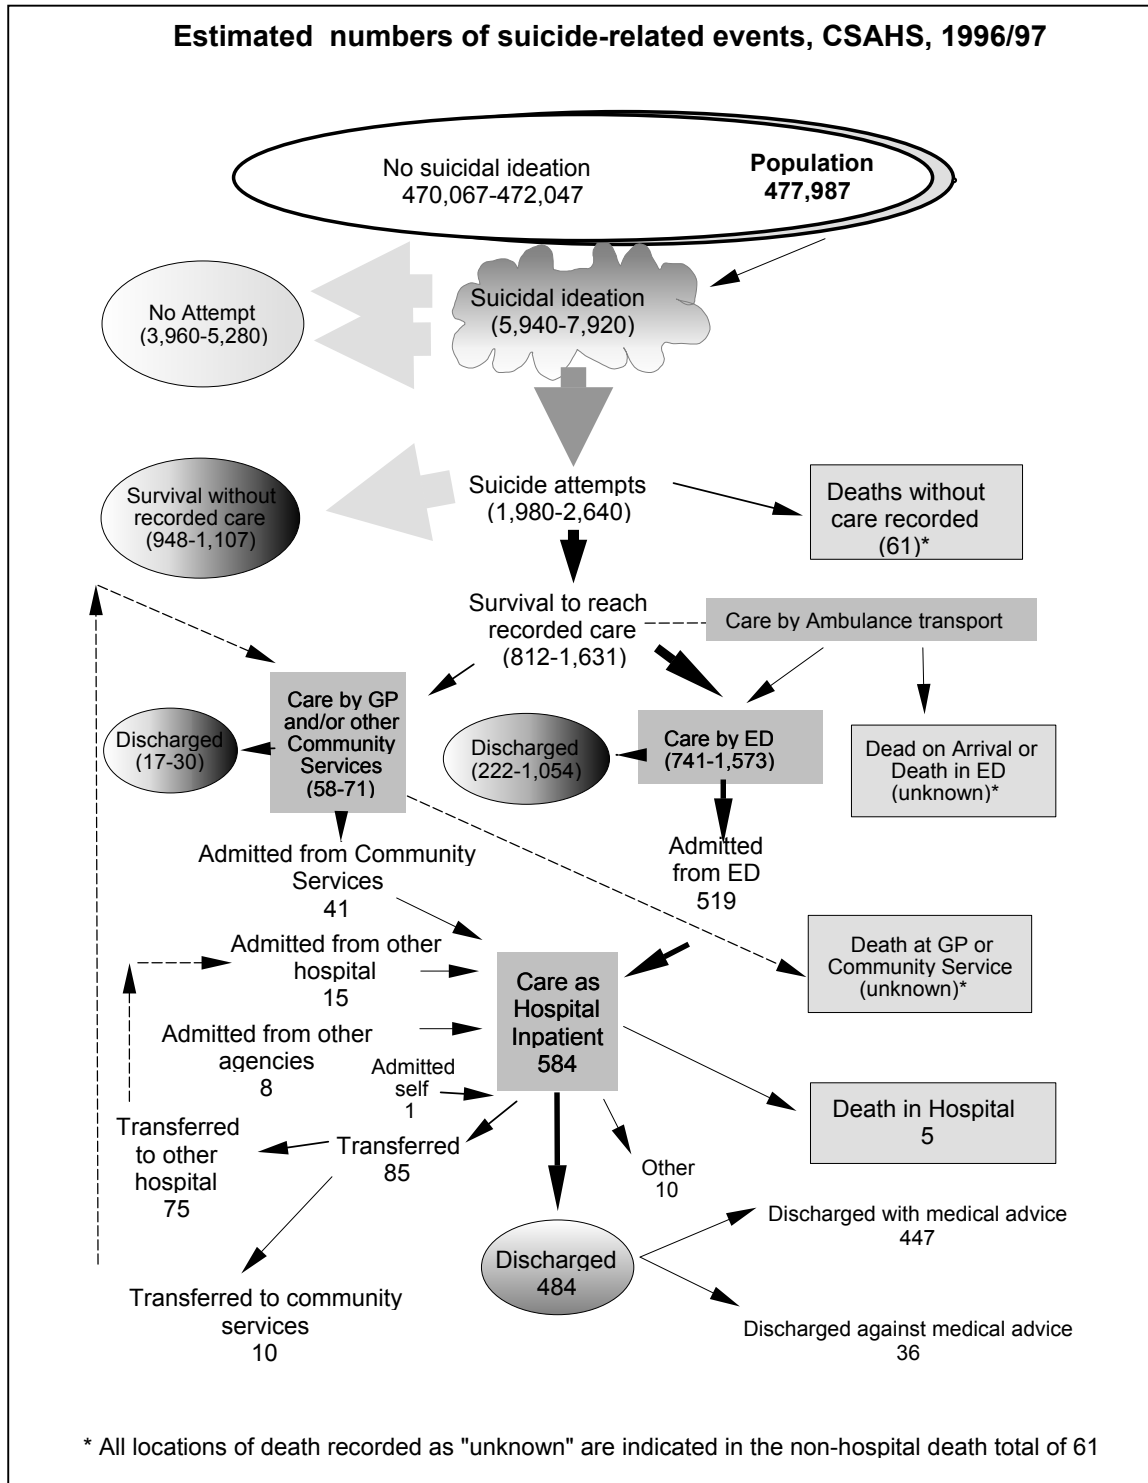 Estimated numbers of suicide-related events, CSAHS, 1996/97
No suicidal ideation
470,067-472,047
Population
477,987
Suicidal ideation
(5,940-7,920)
No Attempt
(3,960-5,280)
Survival without
recorded care
(948-1,107)
Suicide attempts
(1,980-2,640)
Deaths without
care recorded
(61)*
Survival to reach
recorded care
(812-1,631)
Care by Ambulance transport
Care by GP
and/or other
Community
Services
(58-71)
Discharged
(17-30)
Discharged
(222-1,054)
Care by ED
(741-1,573)
Dead on Arrival or
Death in ED
(unknown)*
Admitted from Community
Services
41
Admitted
from ED
519
Admitted from other
hospital
15
Care as
Hospital
Inpatient
584
Death at GP or
Community Service
(unknown)*
Admitted from other
agencies
8
Admitted
self
1
Death in Hospital
5
Transferred
to other
hospital
75
Transferred
85
Other
10
Discharged
484
Discharged with medical advice
447
Transferred to community
services
10
Discharged against medical advice
36
* All locations of death recorded as "unknown" are indicated in the non-hospital death total of 61